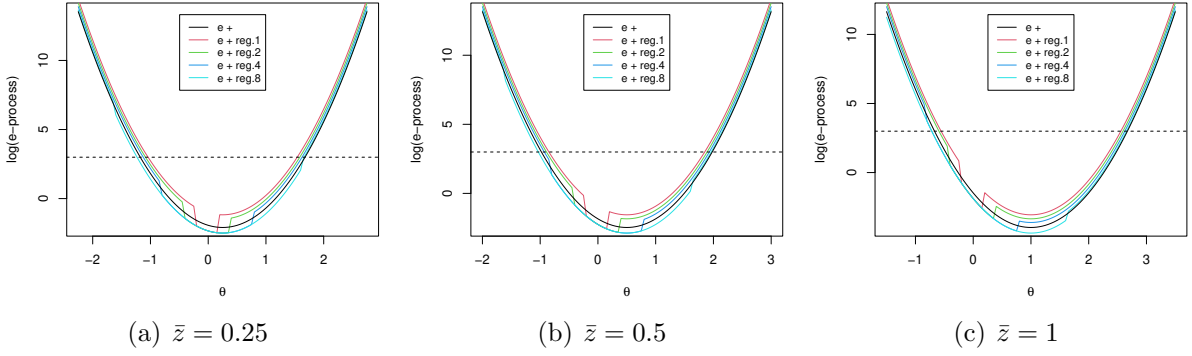 log(e−process)
10
5
0
e +
e + reg.1
e + reg.2
e + reg.4
e + reg.8
−2 −1 0 1 2
θ
(a) z̄ = 0.25
log(e−process)
10
5
0
e +
e + reg.1
e + reg.2
e + reg.4
e + reg.8
−2 −1 0 1 2 3
θ
(b) z̄ = 0.5
log(e−process)
10
5
0
e +
e + reg.1
e + reg.2
e + reg.4
e + reg.8
−1 0 1 2 3
θ
(c) z̄ = 1